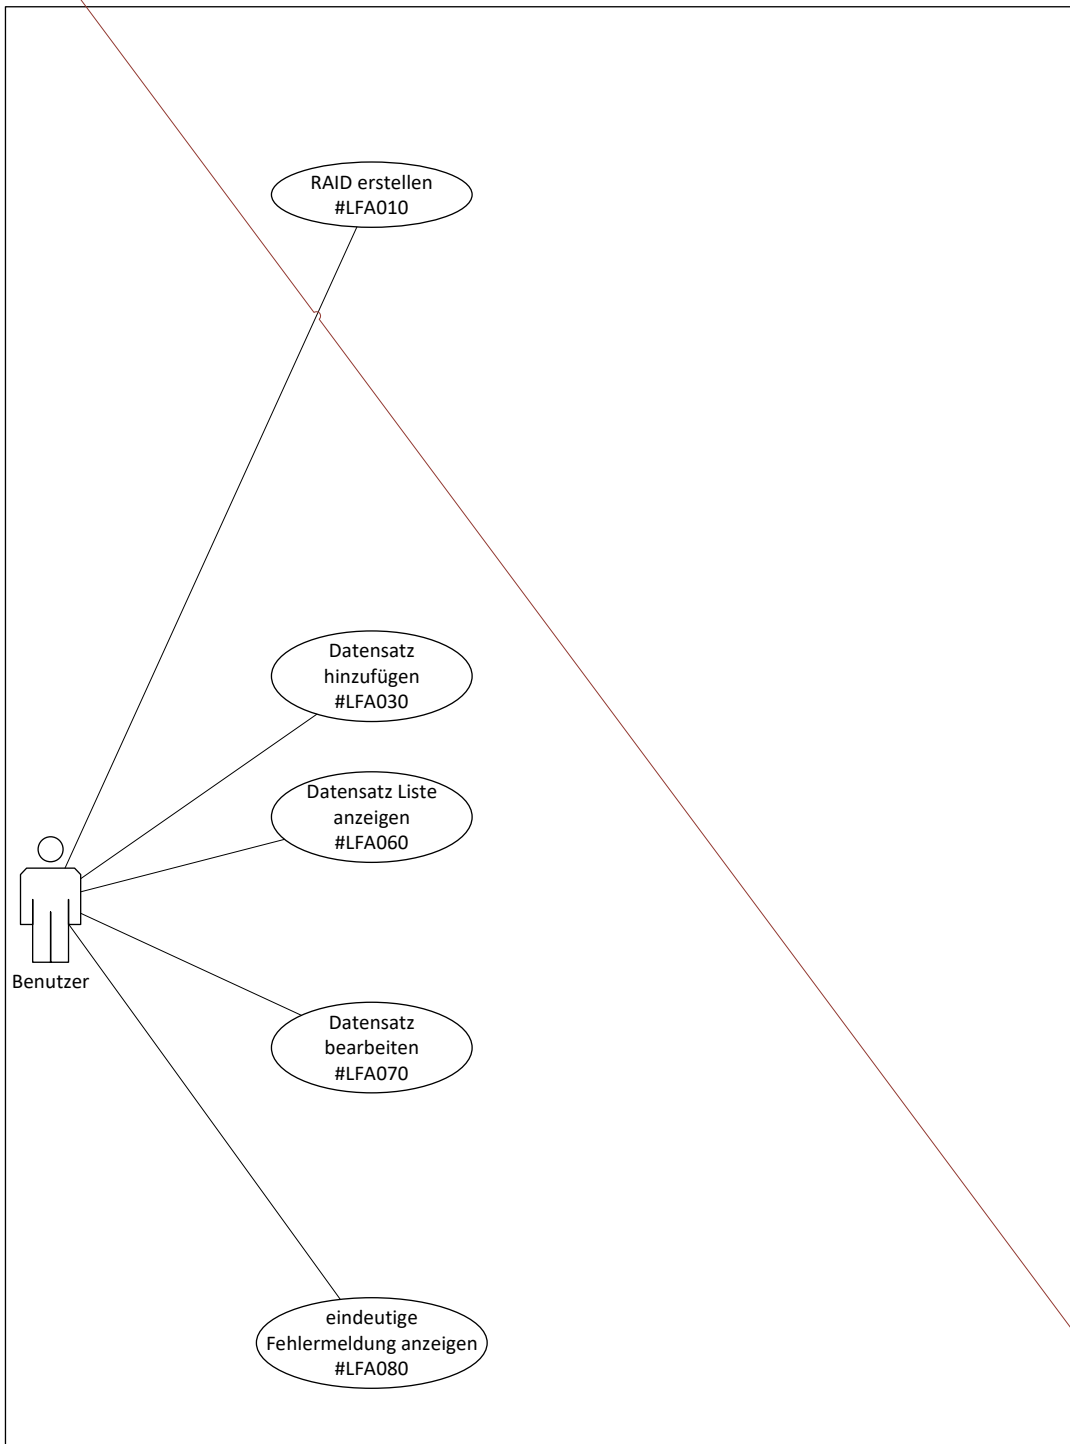 RAID erstellen
#LFA010
Datensatz
hinzufügen
#LFA030
Datensatz Liste
anzeigen
#LFA060
Benutzer
Datensatz
bearbeiten
#LFA070
eindeutige
Fehlermeldung anzeigen
#LFA080